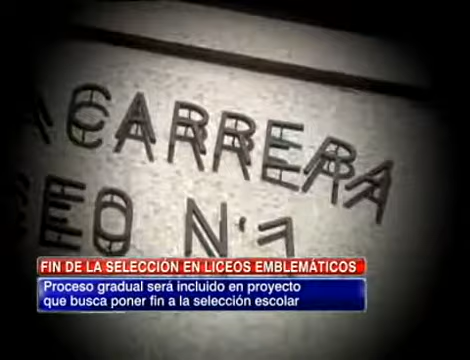 A CARRERA
CEO N°1
FIN DE LA SELECCIÓN EN LICEOS EMBLEMÁTICOS
Proceso gradual será incluido en proyecto
que busca poner fin a la selección escolar